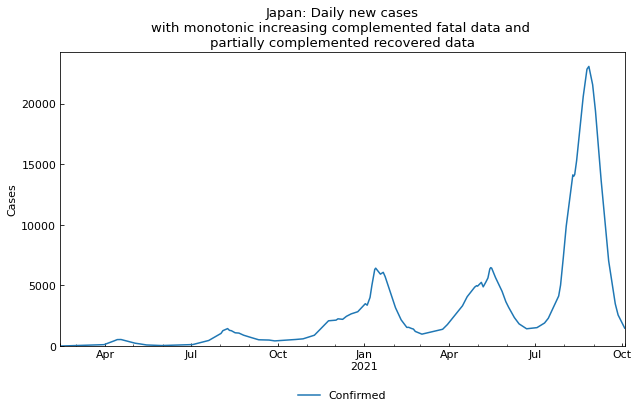 Japan: Daily new cases
with monotonic increasing complemented fatal data and
partially complemented recovered data
Cases
20000
15000
10000
5000
0
Apr
Jul
Oct
Jan
2021
Apr
Jul
Oct
Confirmed